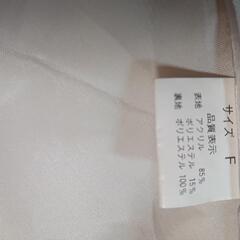 サイズ F
品質表示
表地 アクリル 85%
ポリエステル 15%
裏地 ポリエステル 100%